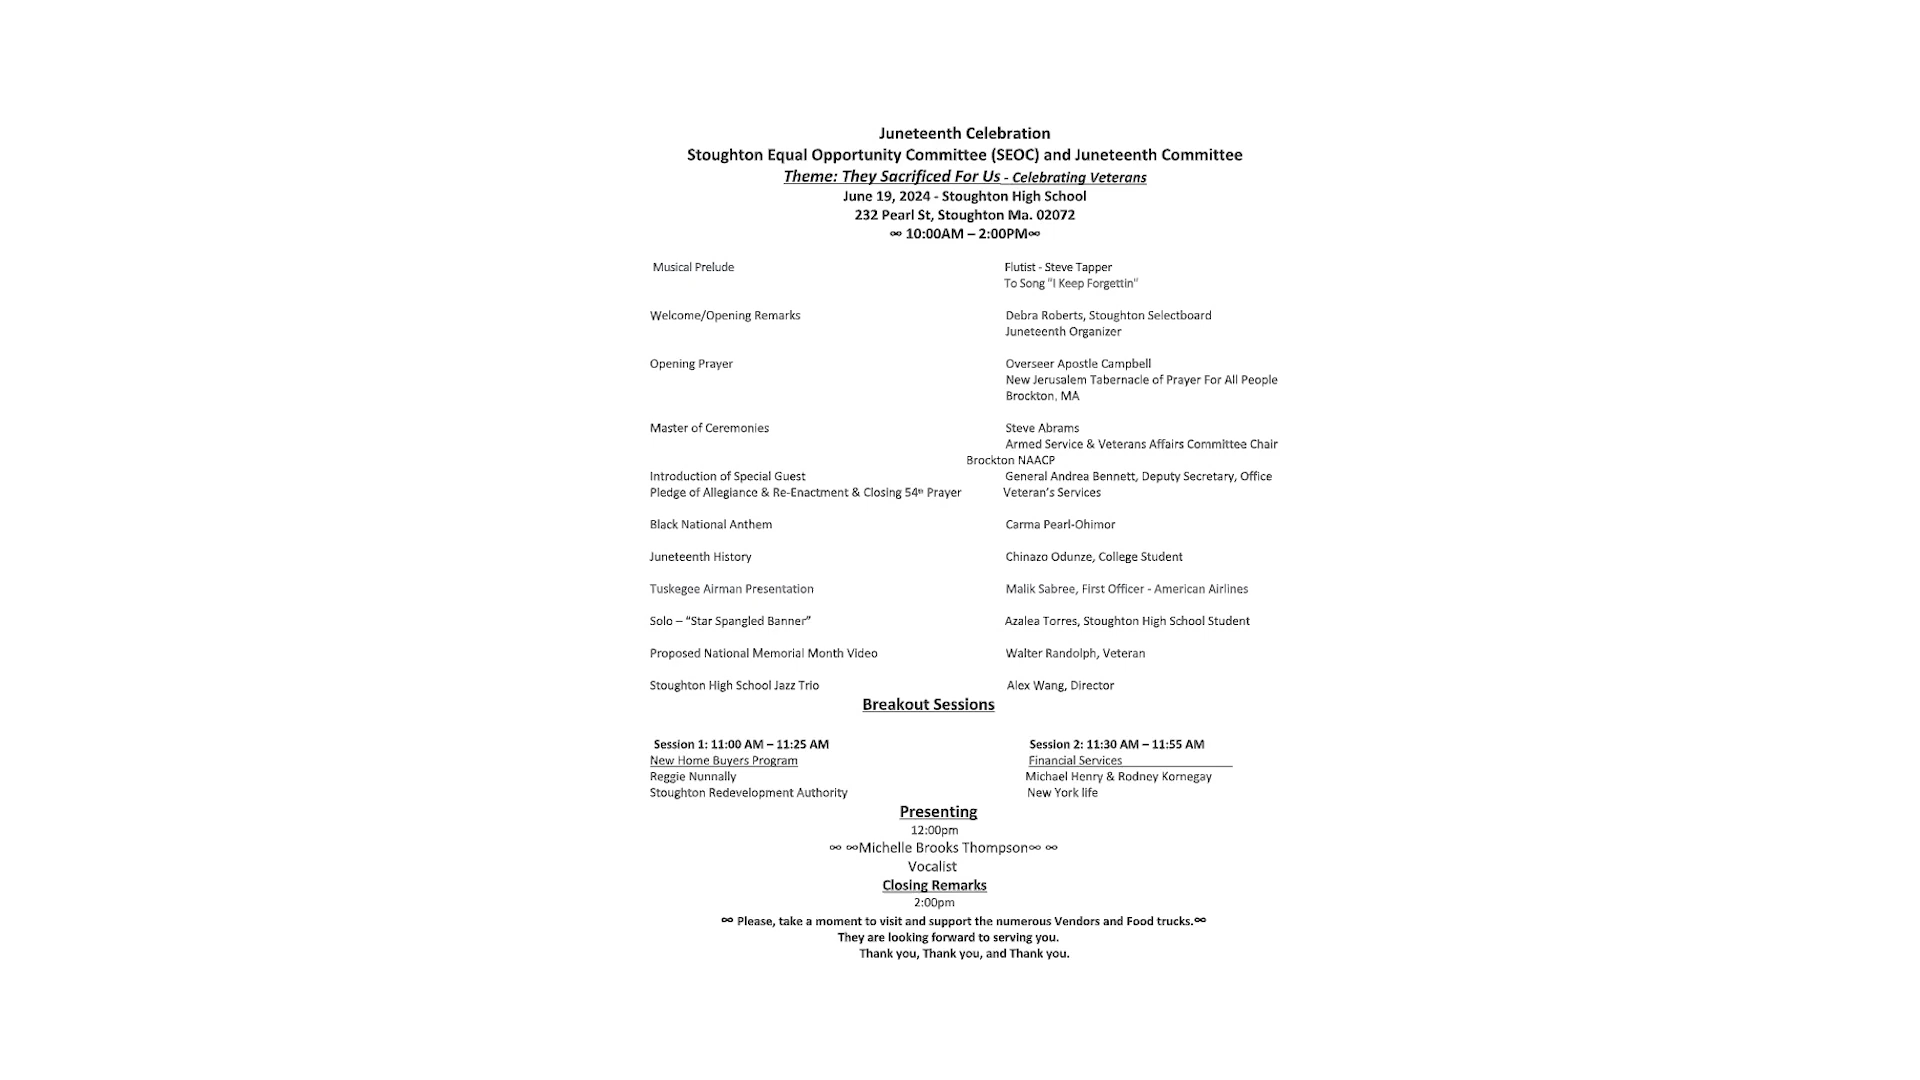 Juneteenth Celebration
Stoughton Equal Opportunity Committee (SEOC) and Juneteenth Committee
Theme: They Sacrificed For Us - Celebrating Veterans
June 19, 2024 - Stoughton High School
232 Pearl St, Stoughton Ma. 02072
∞ 10:00AM – 2:00PM∞
Musical Prelude Flutist - Steve Tapper
To Song "I Keep Forgettin"
Welcome/Opening Remarks Debra Roberts, Stoughton Selectboard
Juneteenth Organizer
Opening Prayer Overseer Apostle Campbell
New Jerusalem Tabernacle of Prayer For All People
Brockton, MA
Master of Ceremonies Steve Abrams
Armed Service & Veterans Affairs Committee Chair
Brockton NAACP
Introduction of Special Guest General Andrea Bennett, Deputy Secretary, Office
Pledge of Allegiance & Re-Enactment & Closing 54th Prayer Veteran's Services
Black National Anthem Carma Pearl-Ohimor
Juneteenth History Chinazo Odunze, College Student
Tuskegee Airman Presentation Malik Sabree, First Officer - American Airlines
Solo – "Star Spangled Banner" Azalea Torres, Stoughton High School Student
Proposed National Memorial Month Video Walter Randolph, Veteran
Stoughton High School Jazz Trio Alex Wang, Director
Breakout Sessions
Session 1: 11:00 AM – 11:25 AM Session 2: 11:30 AM – 11:55 AM
New Home Buyers Program Financial Services
Reggie Nunnally Michael Henry & Rodney Kornegay
Stoughton Redevelopment Authority New York life
Presenting
12:00pm
∞ ∞Michelle Brooks Thompson∞ ∞
Vocalist
Closing Remarks
2:00pm
∞ Please, take a moment to visit and support the numerous Vendors and Food trucks.∞
They are looking forward to serving you.
Thank you, Thank you, and Thank you.